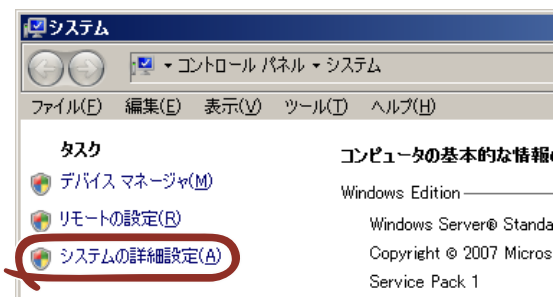 システム
コントロール パネル システム
ファイル(F) 編集(E) 表示(V) ツール(T) ヘルプ(H)
タスク
デバイス マネージャ(M)
リモートの設定(R)
システムの詳細設定(A)
コンピュータの基本的な情報
Windows Edition
Windows Server® Standa
Copyright © 2007 Micros
Service Pack 1